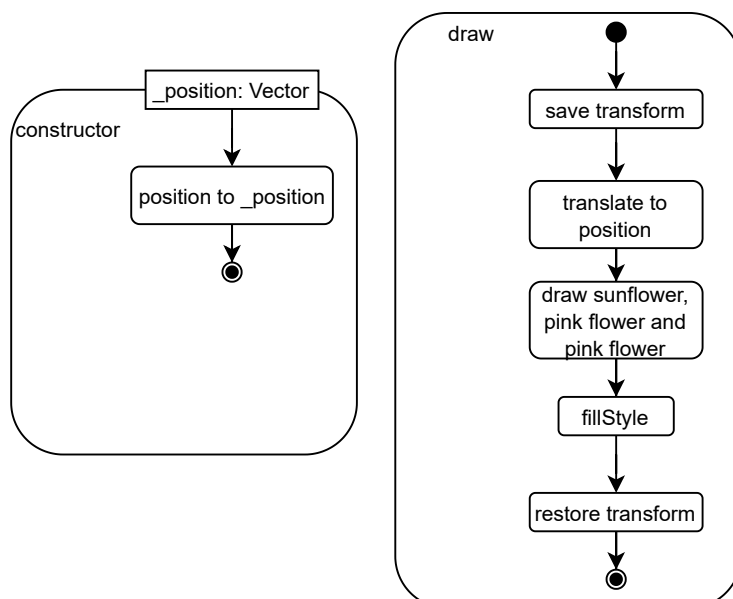 _position: Vector
constructor
position to _position
draw
save transform
translate to
position
draw sunflower,
pink flower and
pink flower
fillStyle
restore transform